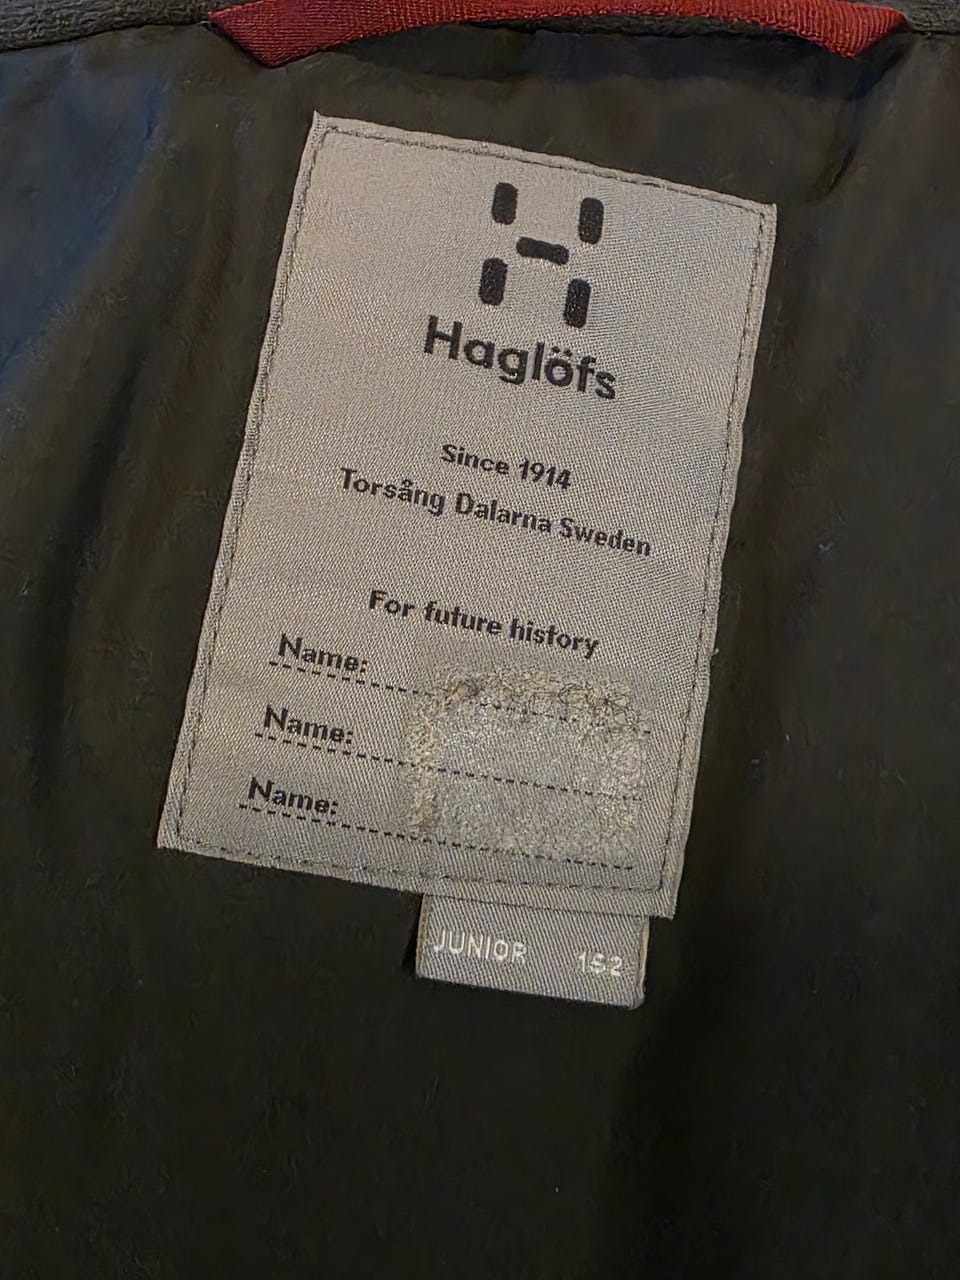 Haglöfs
Since 1914
Torsång Dalarna Sweden
For future history
Name:
Name:
Name:
JUNIOR 152